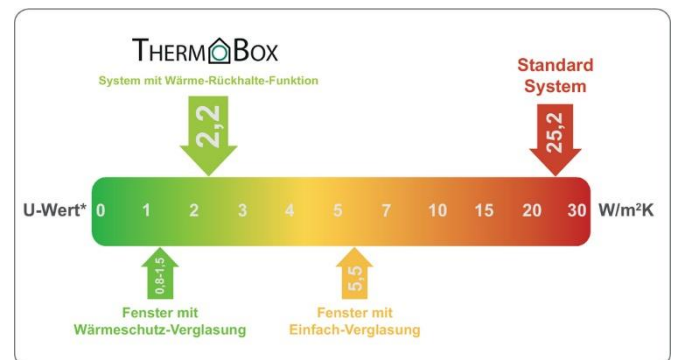 THERMOBOX
System mit Wärme-Rückhalte-Funktion
2,2
Standard
System
25,2
U-Wert* 0 1 2 3 4 5 7 10 15 20 30 W/m²K
0,8-1,5
Fenster mit
Wärmeschutz-Verglasung
5,5
Fenster mit
Einfach-Verglasung